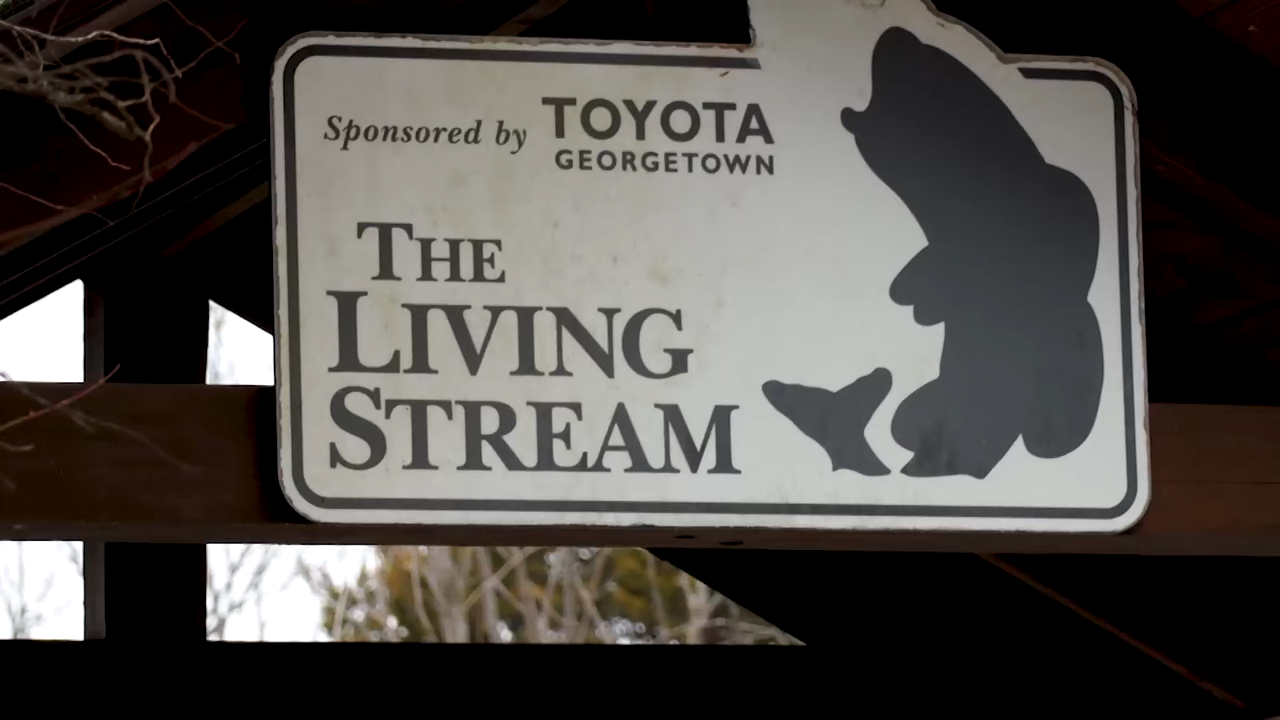 Sponsored by TOYOTA
GEORGETOWN
THE
LIVING
STREAM